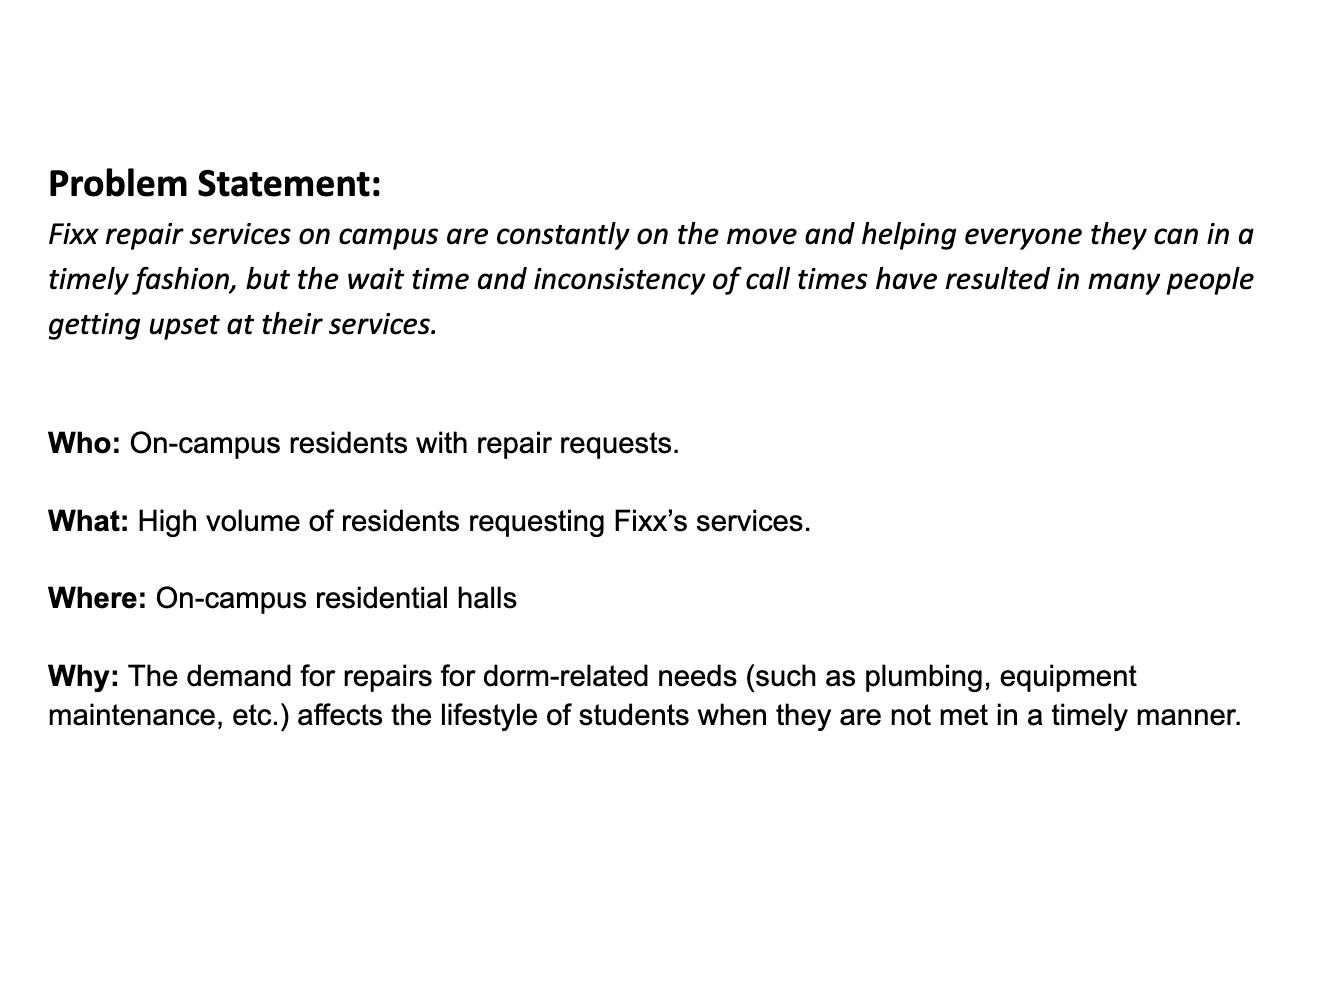 Problem Statement:
Fixx repair services on campus are constantly on the move and helping everyone they can in a
timely fashion, but the wait time and inconsistency of call times have resulted in many people
getting upset at their services.
Who: On-campus residents with repair requests.
What: High volume of residents requesting Fixx’s services.
Where: On-campus residential halls
Why: The demand for repairs for dorm-related needs (such as plumbing, equipment
maintenance, etc.) affects the lifestyle of students when they are not met in a timely manner.